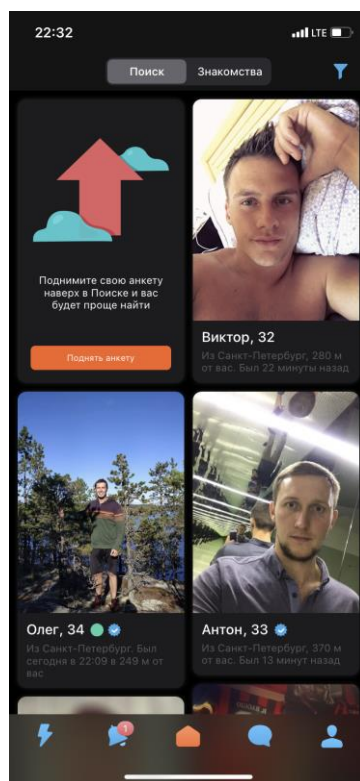 22:32
LTE
Поиск
Знакомства
Поднимите свою анкету
наверх в Поиске и вас
будет проще найти
Поднять анкету
Виктор, 32
Из Санкт-Петербург, 280 м
от вас. Был 22 минуты назад
Олег, 34
Из Санкт-Петербург. Был
сегодня в 22:09 в 249 м от
вас
Антон, 33
Из Санкт-Петербург, 370 м
от вас. Был 13 минут назад
1